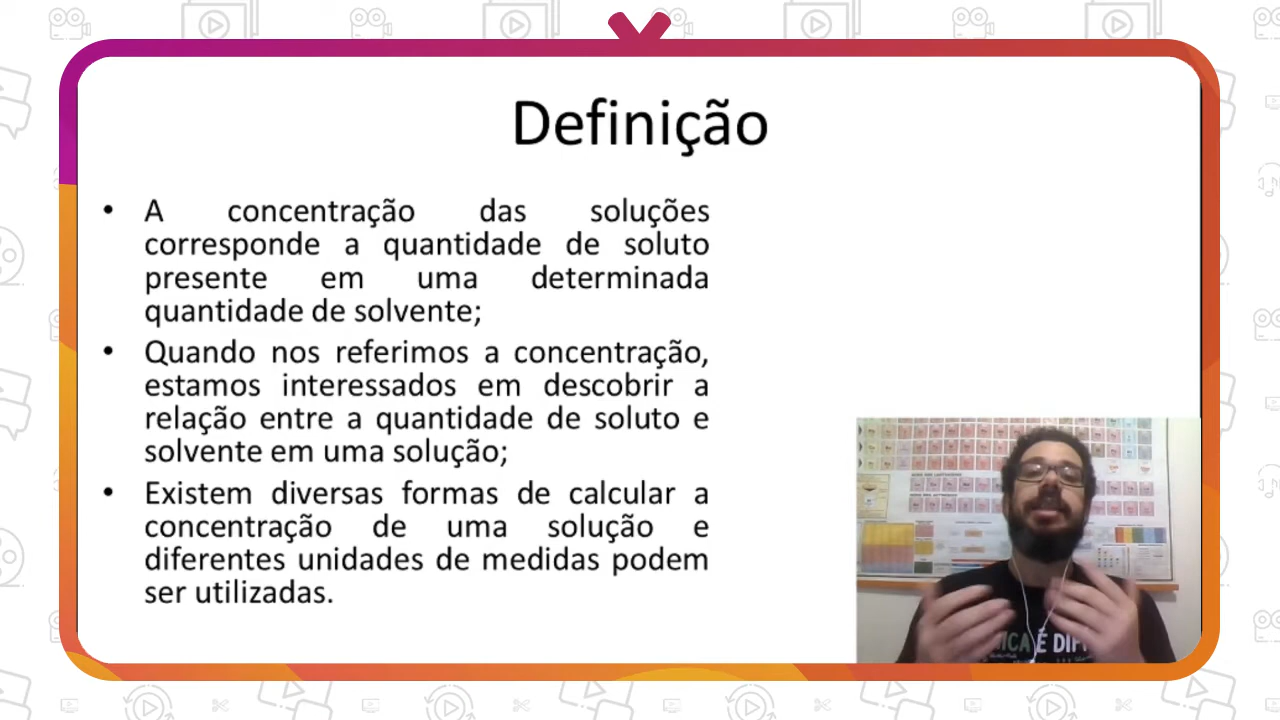 Definição
• A concentração das soluções
corresponde a quantidade de soluto
presente em uma determinada
quantidade de solvente;
• Quando nos referimos a concentração,
estamos interessados em descobrir a
relação entre a quantidade de soluto e
solvente em uma solução;
• Existem diversas formas de calcular a
concentração de uma solução e
diferentes unidades de medidas podem
ser utilizadas.
É